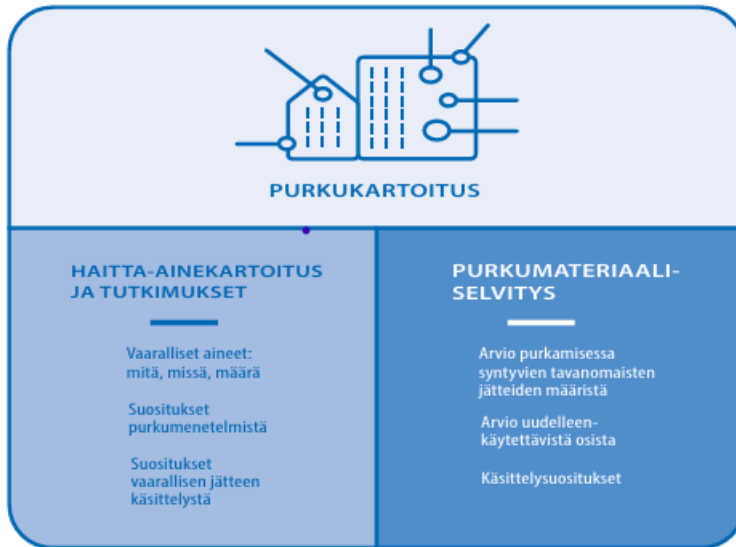 PURKUKARTOITUS
HAITTA-AINEKARTOITUS
JA TUTKIMUKSET
Vaaralliset aineet:
mitä, missä, määrä
Suositukset
purkumenetelmistä
Suositukset
vaarallisen jätteen
käsittelystä
PURKUMATERIAALI-
SELVITYS
Arvio purkamisessa
syntyvien tavanomaisten
jätteiden määristä
Arvio uudelleen-
käytettävistä osista
Käsittelysuositukset